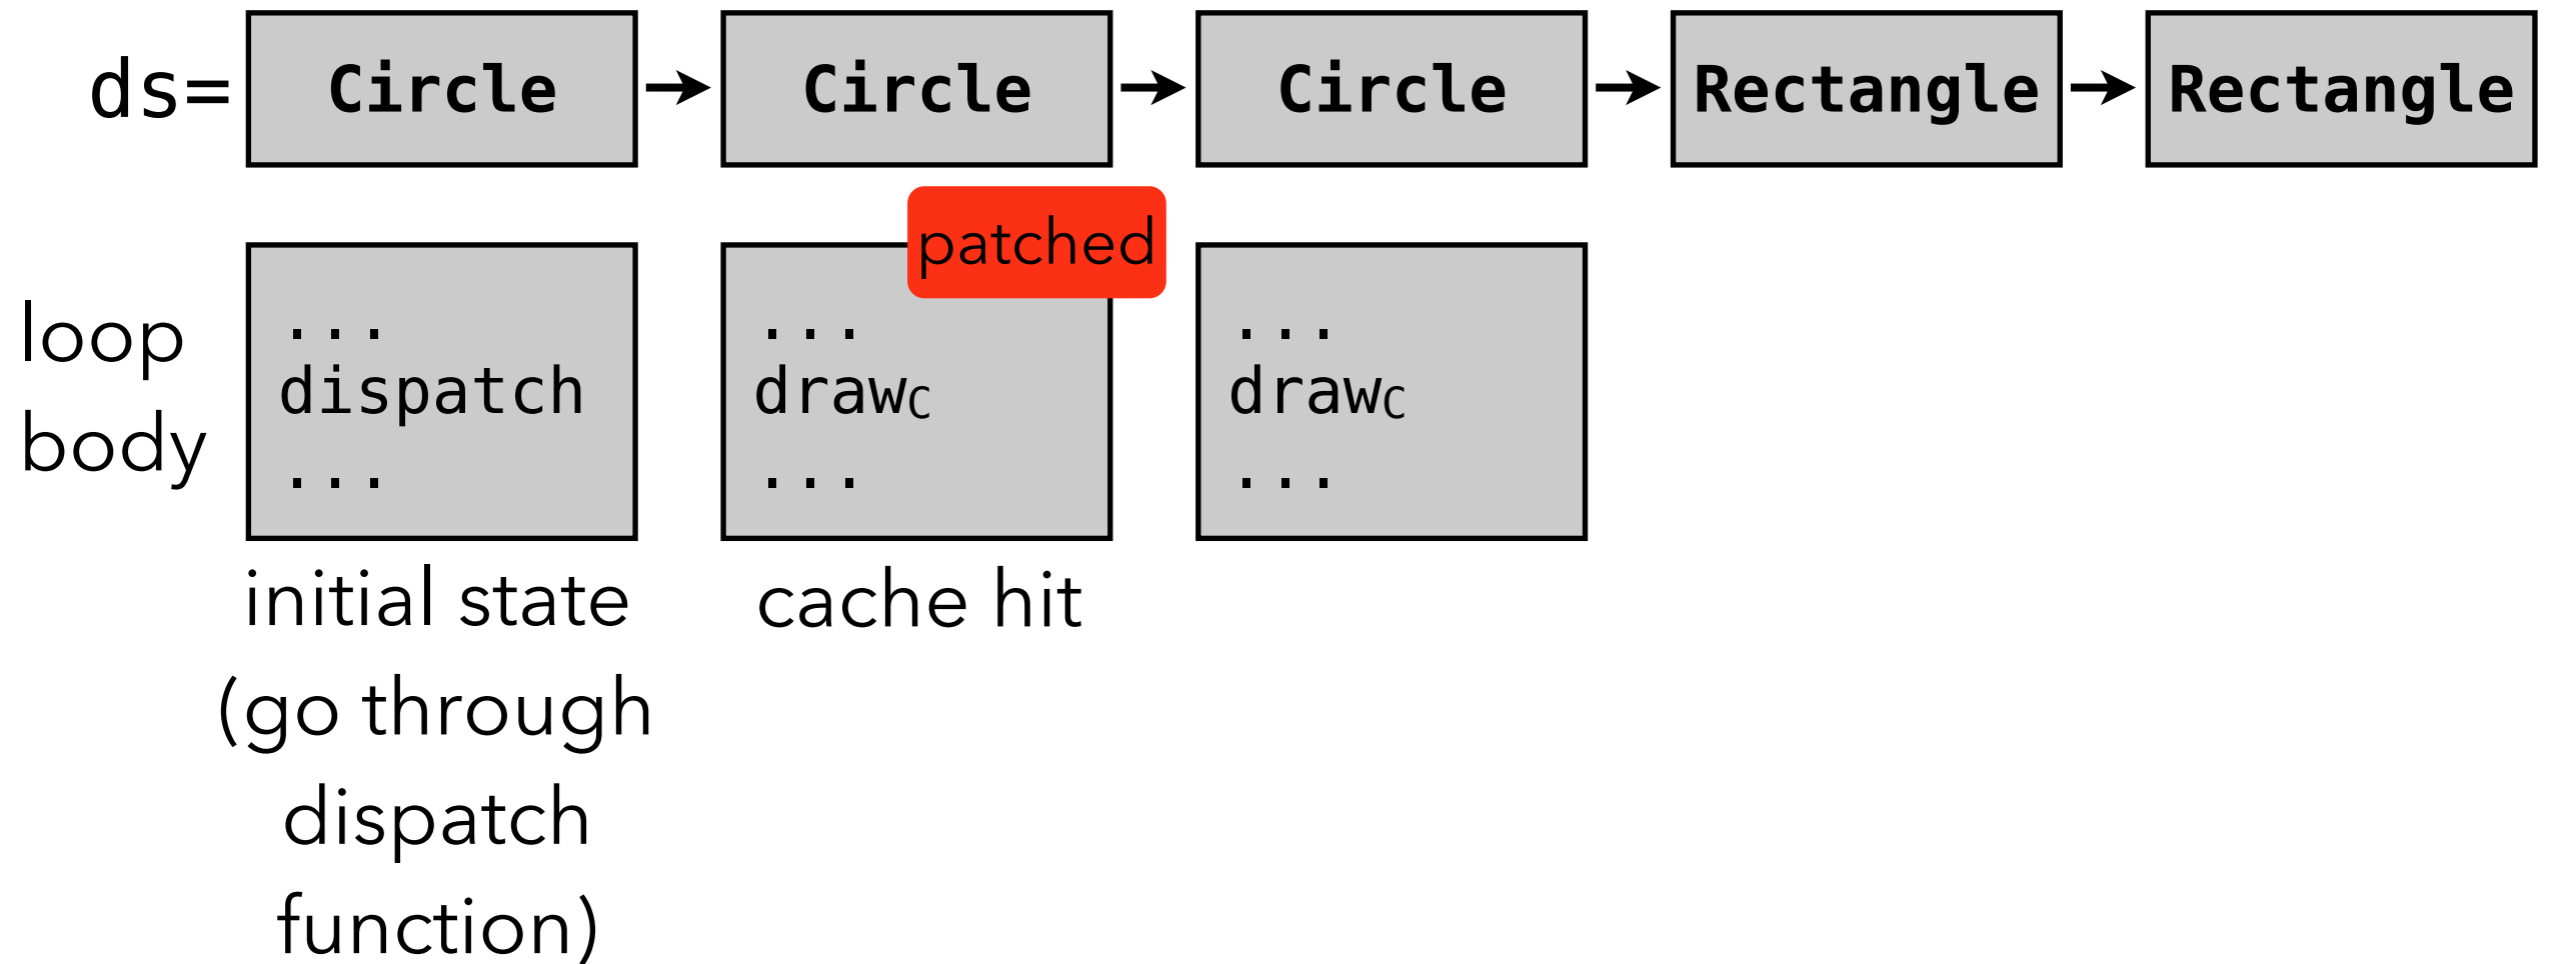 ds= Circle → Circle → Circle → Rectangle → Rectangle
patched
loop
body
...
dispatch
...
...
drawC
...
...
drawC
...
initial state
(go through
dispatch
function)
cache hit